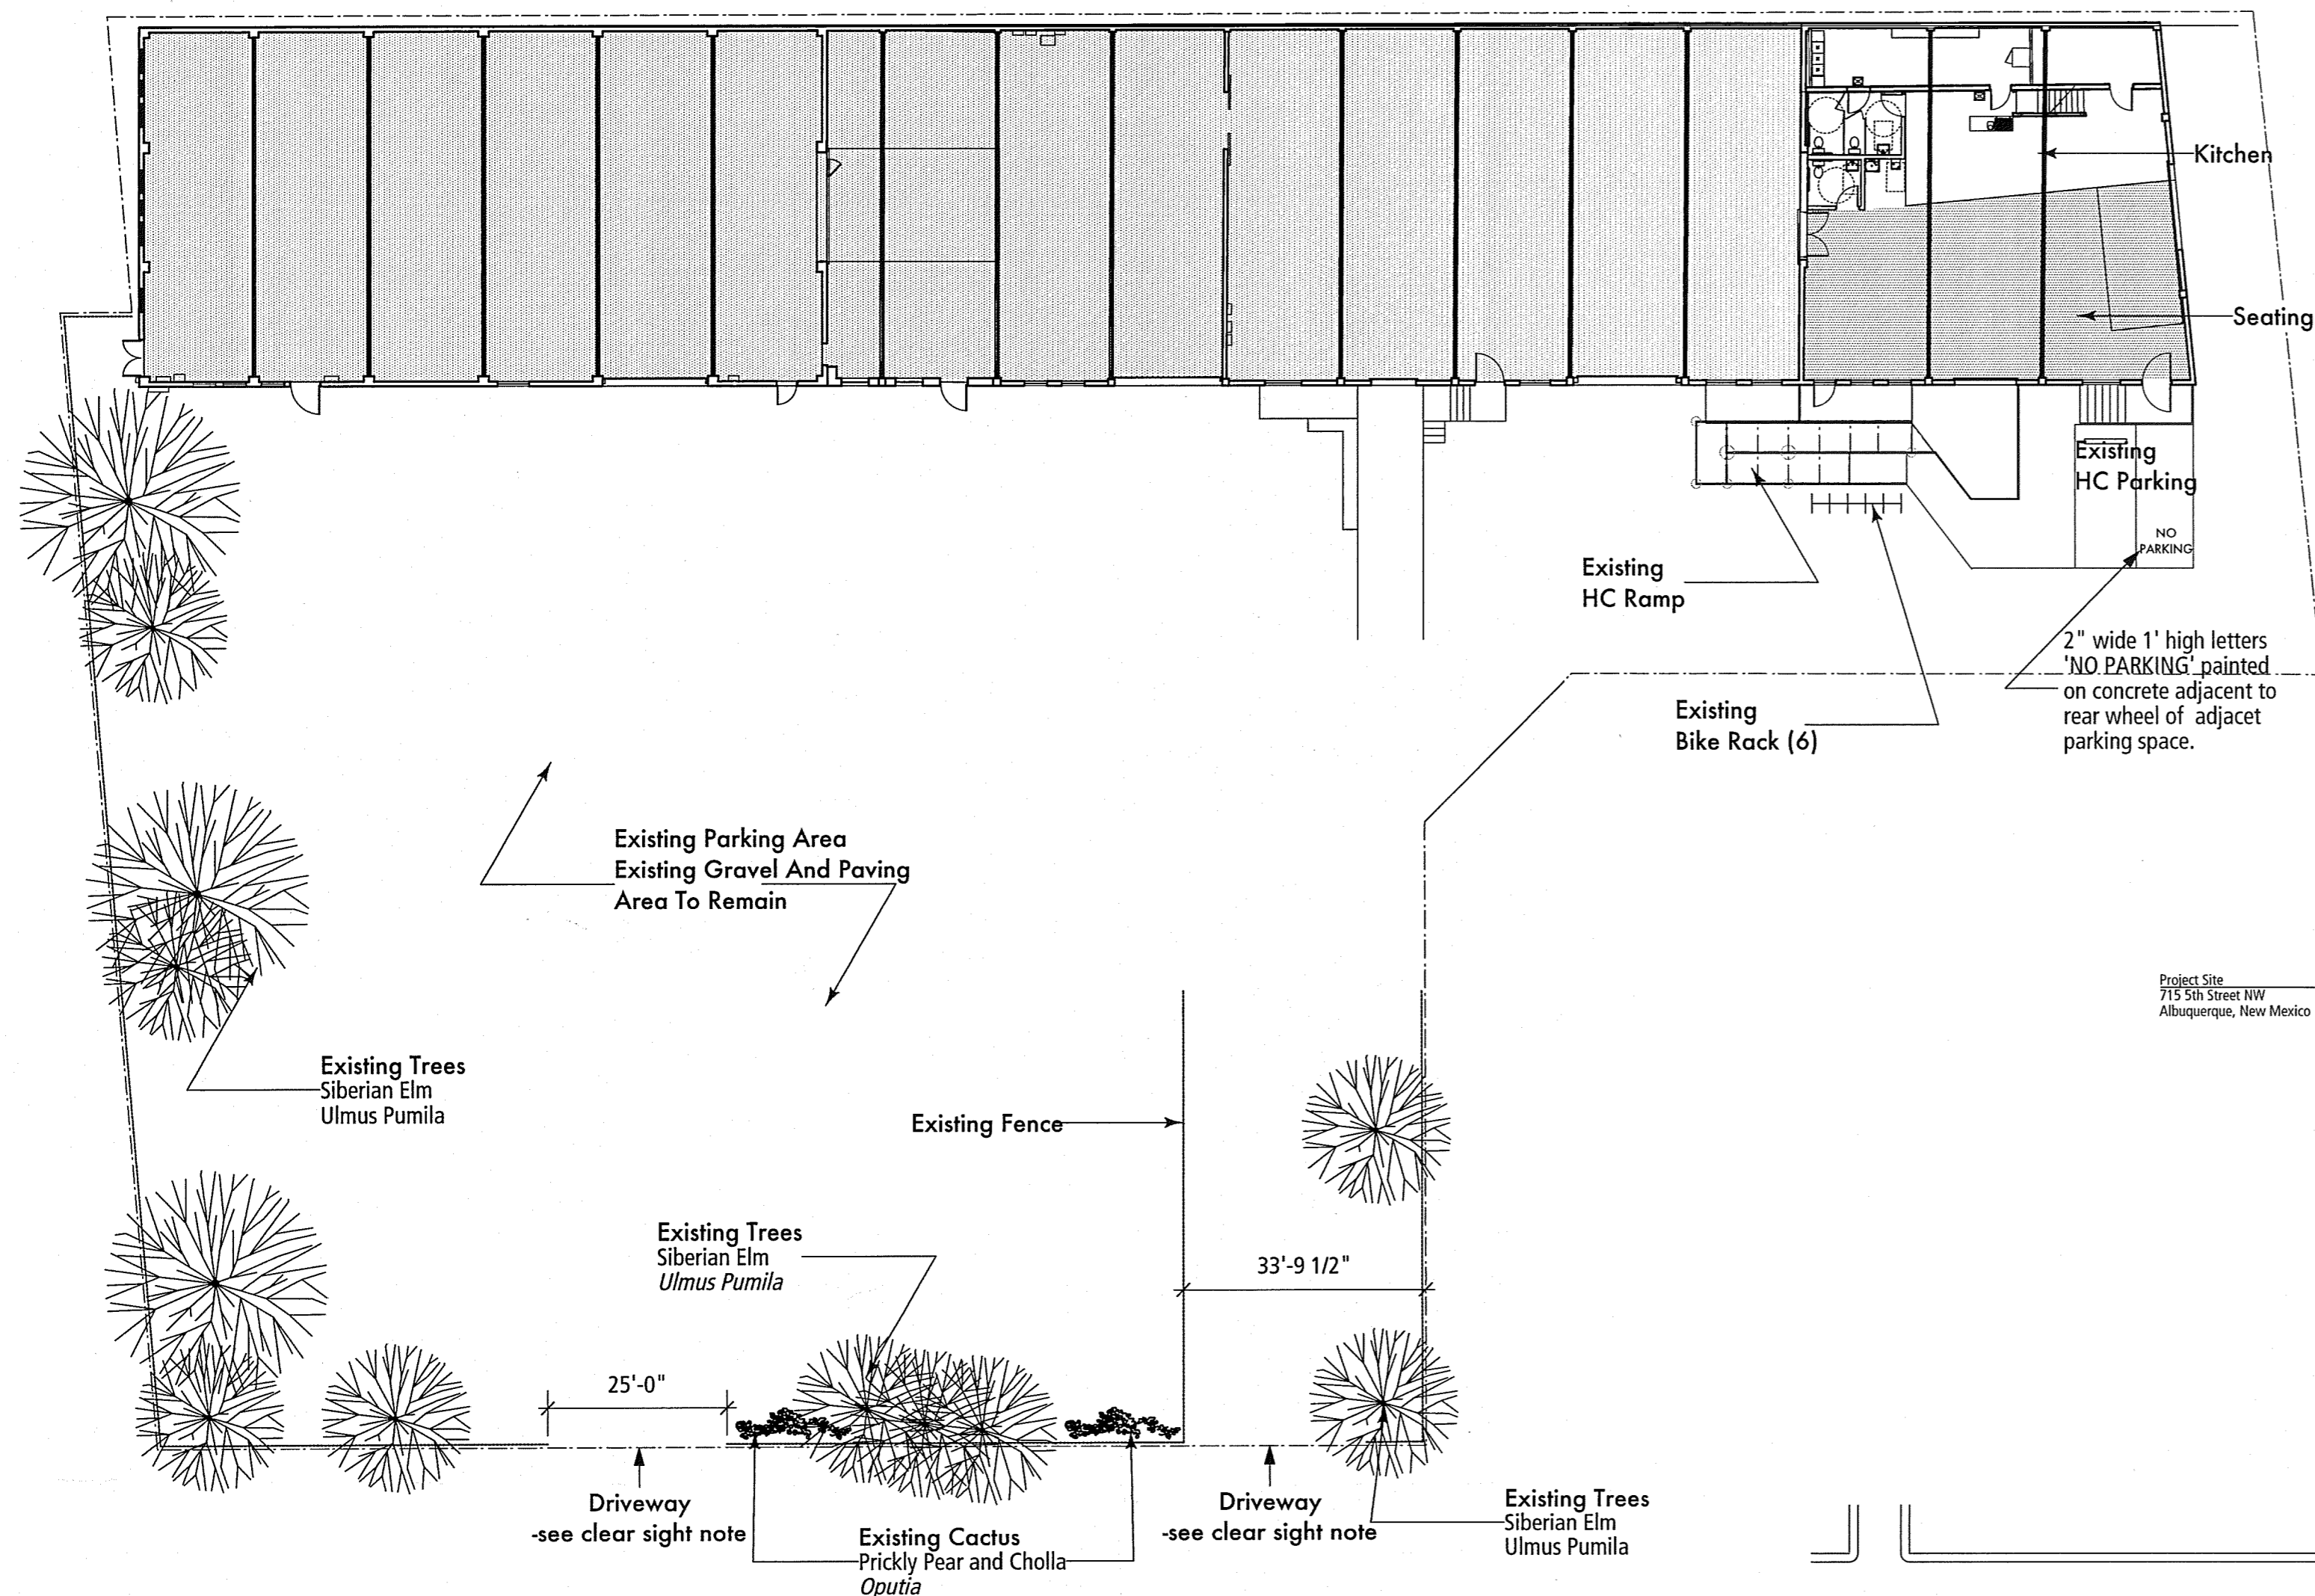 Kitchen
Seating
Existing
HC Parking
NO
PARKING
Existing
HC Ramp
2" wide 1' high letters
'NO PARKING' painted
on concrete adjacent to
rear wheel of adjacet
parking space.
Existing
Bike Rack (6)
Existing Parking Area
Existing Gravel And Paving
Area To Remain
Project Site
715 5th Street NW
Albuquerque, New Mexico
Existing Trees
Siberian Elm
Ulmus Pumila
Existing Fence
Existing Trees
Siberian Elm
Ulmus Pumila
33'-9 1/2"
25'-0"
Driveway
-see clear sight note
Existing Cactus
Prickly Pear and Cholla
Oputia
Driveway
-see clear sight note
Existing Trees
Siberian Elm
Ulmus Pumila